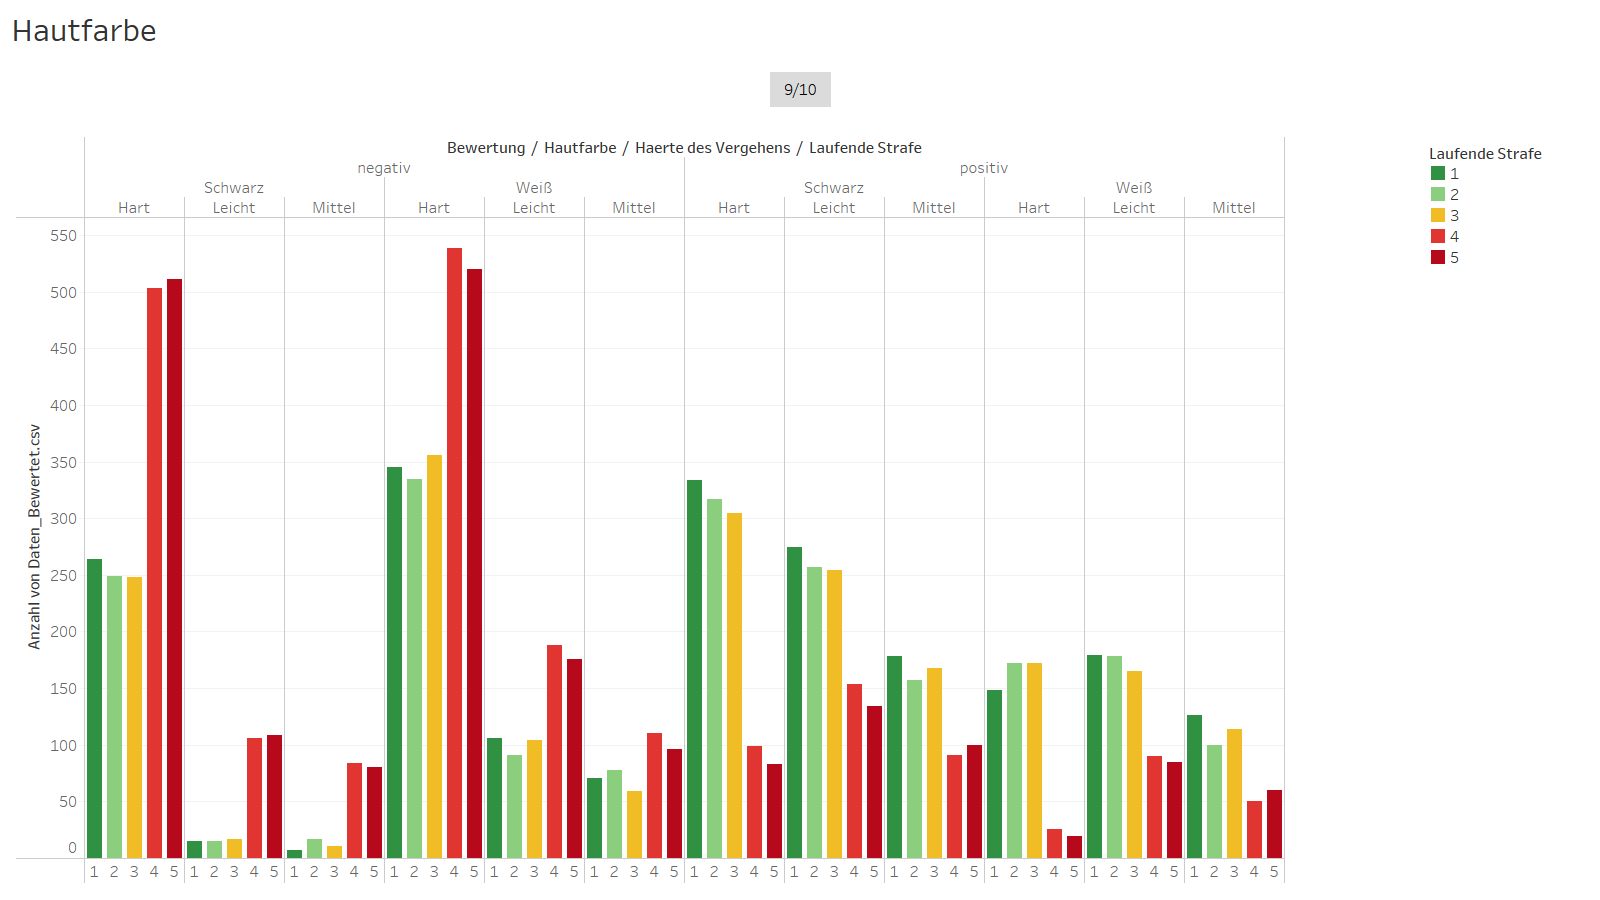 Hautfarbe
9/10
Bewertung / Hautfarbe / Haerte des Vergehens / Laufende Strafe
negativ positiv
Schwarz Weiß Schwarz Weiß
Hart Leicht Mittel Hart Leicht Mittel Hart Leicht Mittel Hart Leicht Mittel
550
500
450
400
350
300
250
200
150
100
50
0
Anzahl von Daten_Bewertet.csv
1 2 3 4 5 1 2 3 4 5 1 2 3 4 5 1 2 3 4 5 1 2 3 4 5 1 2 3 4 5 1 2 3 4 5 1 2 3 4 5 1 2 3 4 5 1 2 3 4 5 1 2 3 4 5 1 2 3 4 5
Laufende Strafe
1
2
3
4
5